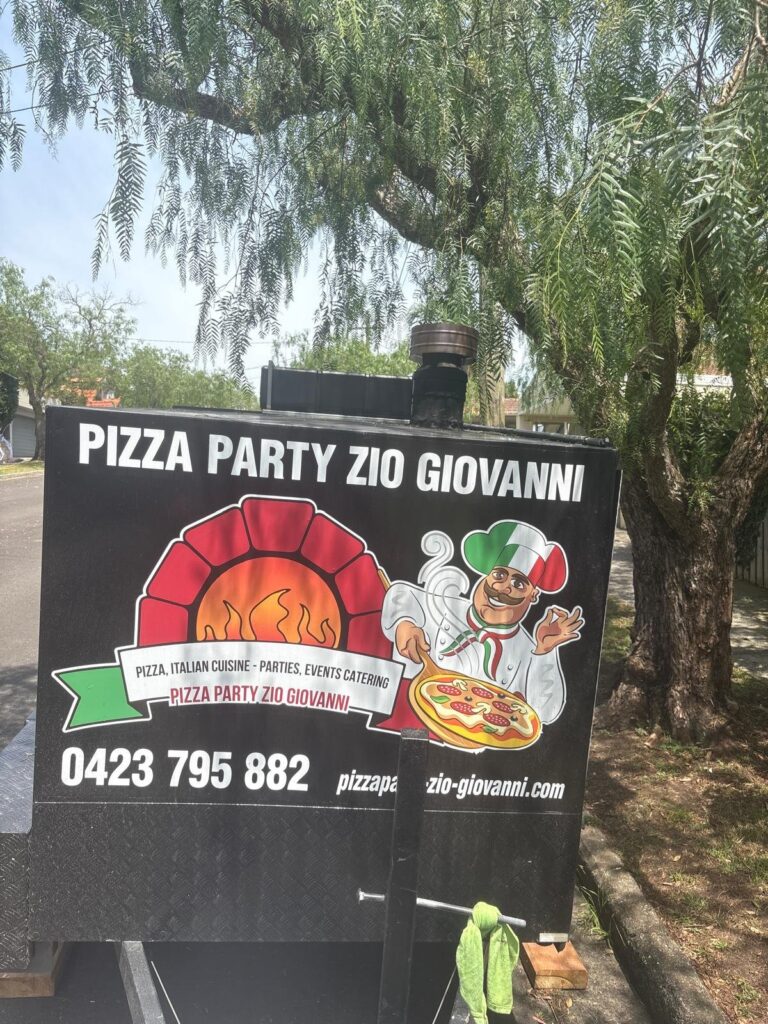 PIZZA PARTY ZIO GIOVANNI
PIZZA, ITALIAN CUISINE - PARTIES, EVENTS CATERING
PIZZA PARTY ZIO GIOVANNI
0423 795 882
-zio-giovanni.com